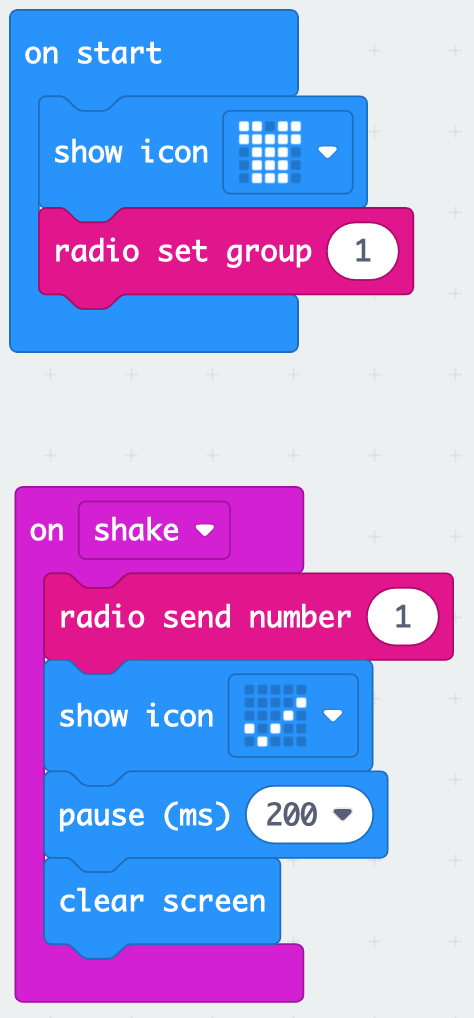 on start
show icon
radio set group 1
on shake
radio send number 1
show icon
pause (ms) 200
clear screen